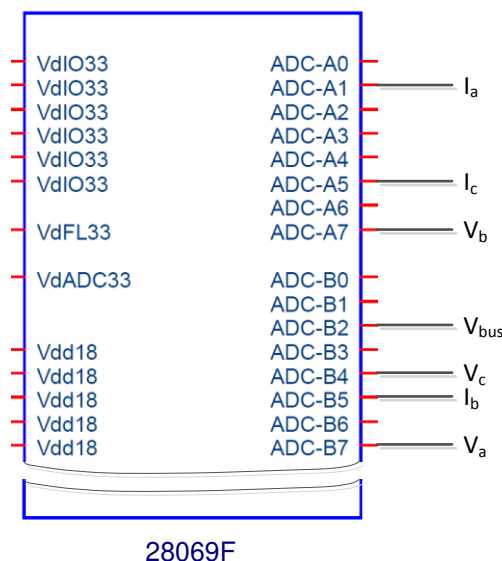 VdIO33 ADC-A0
VdIO33 ADC-A1 Ia
VdIO33 ADC-A2
VdIO33 ADC-A3
VdIO33 ADC-A4
VdIO33 ADC-A5 Ic
ADC-A6
VdFL33 ADC-A7 Vb
VdADC33 ADC-B0
ADC-B1
ADC-B2 Vbus
Vdd18 ADC-B3
Vdd18 ADC-B4 Vc
Vdd18 ADC-B5 Ib
Vdd18 ADC-B6
Vdd18 ADC-B7 Va
28069F